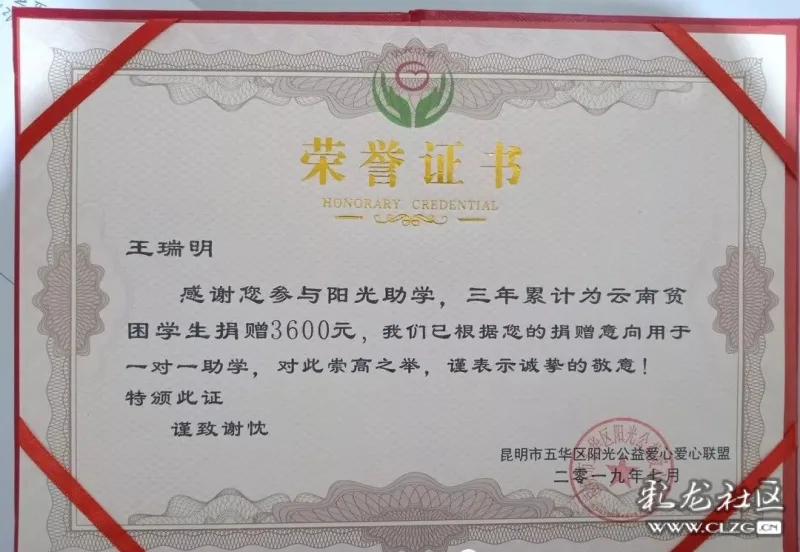 荣誉证书
HONORARY CREDENTIAL
王瑞明
感谢您参与阳光助学，三年累计为云南贫
困学生捐赠3600元，我们已根据您的捐赠意向用于
一对一助学，对此崇高之举，谨表示诚挚的敬意！
特颁此证
谨致谢忱
昆明市五华区阳光公益爱心爱心联盟
二零一九年七月
彩龙社区
WWW.CLZG.CN